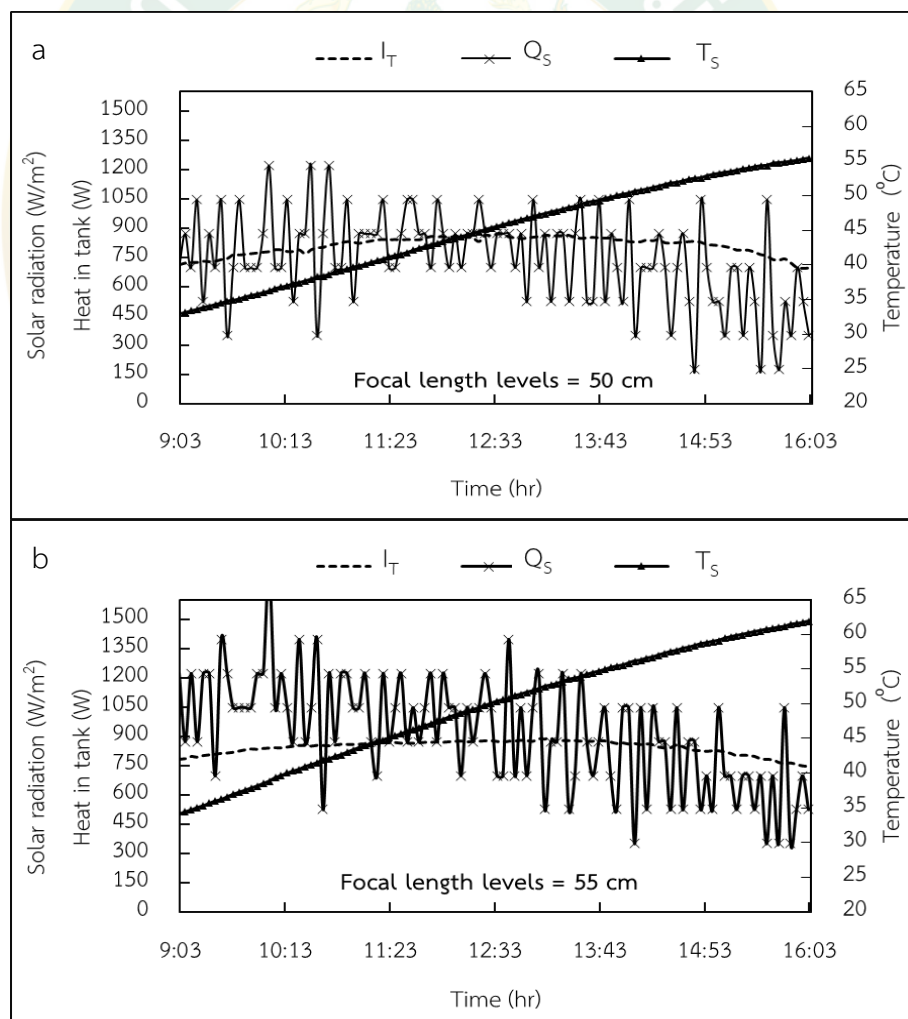 a
I_T Q_S T_S
Solar radiation (W/m²)
Heat in tank (W)
1500
1350
1200
1050
900
750
600
450
300
150
0
65
60
55
50
45
40
35
30
25
20
Temperature (⁰C)
Focal length levels = 50 cm
9:03 10:13 11:23 12:33 13:43 14:53 16:03
Time (hr)
b
I_T Q_S T_S
Solar radiation (W/m²)
Heat in tank (W)
1500
1350
1200
1050
900
750
600
450
300
150
0
65
60
55
50
45
40
35
30
25
20
Temperature (⁰C)
Focal length levels = 55 cm
9:03 10:13 11:23 12:33 13:43 14:53 16:03
Time (hr)